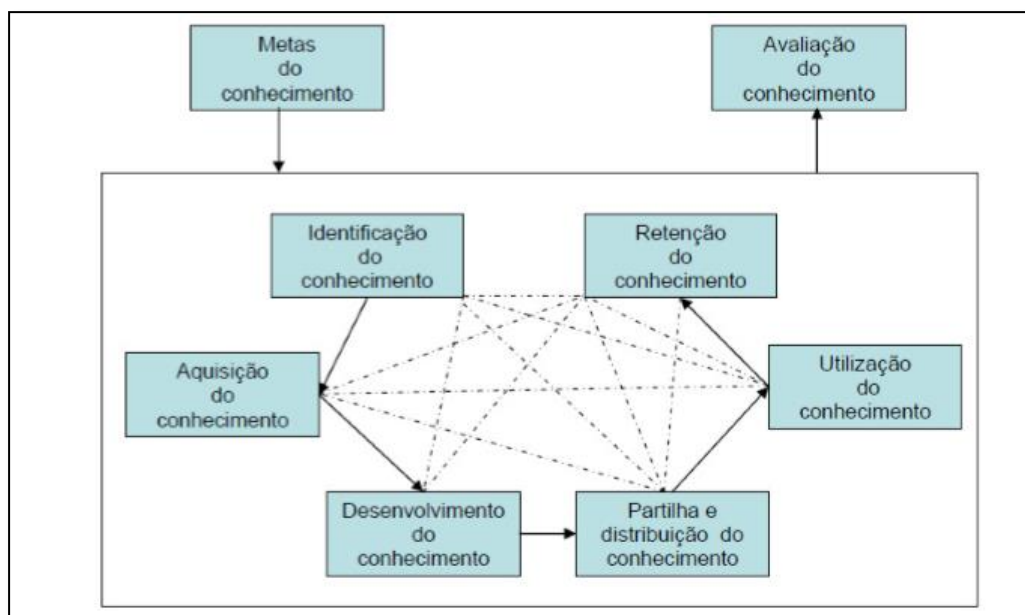 Metas
do
conhecimento
Avaliação
do
conhecimento
Identificação
do
conhecimento
Retenção
do
conhecimento
Aquisição
do
conhecimento
Utilização
do
conhecimento
Desenvolvimento
do
conhecimento
Partilha e
distribuição do
conhecimento